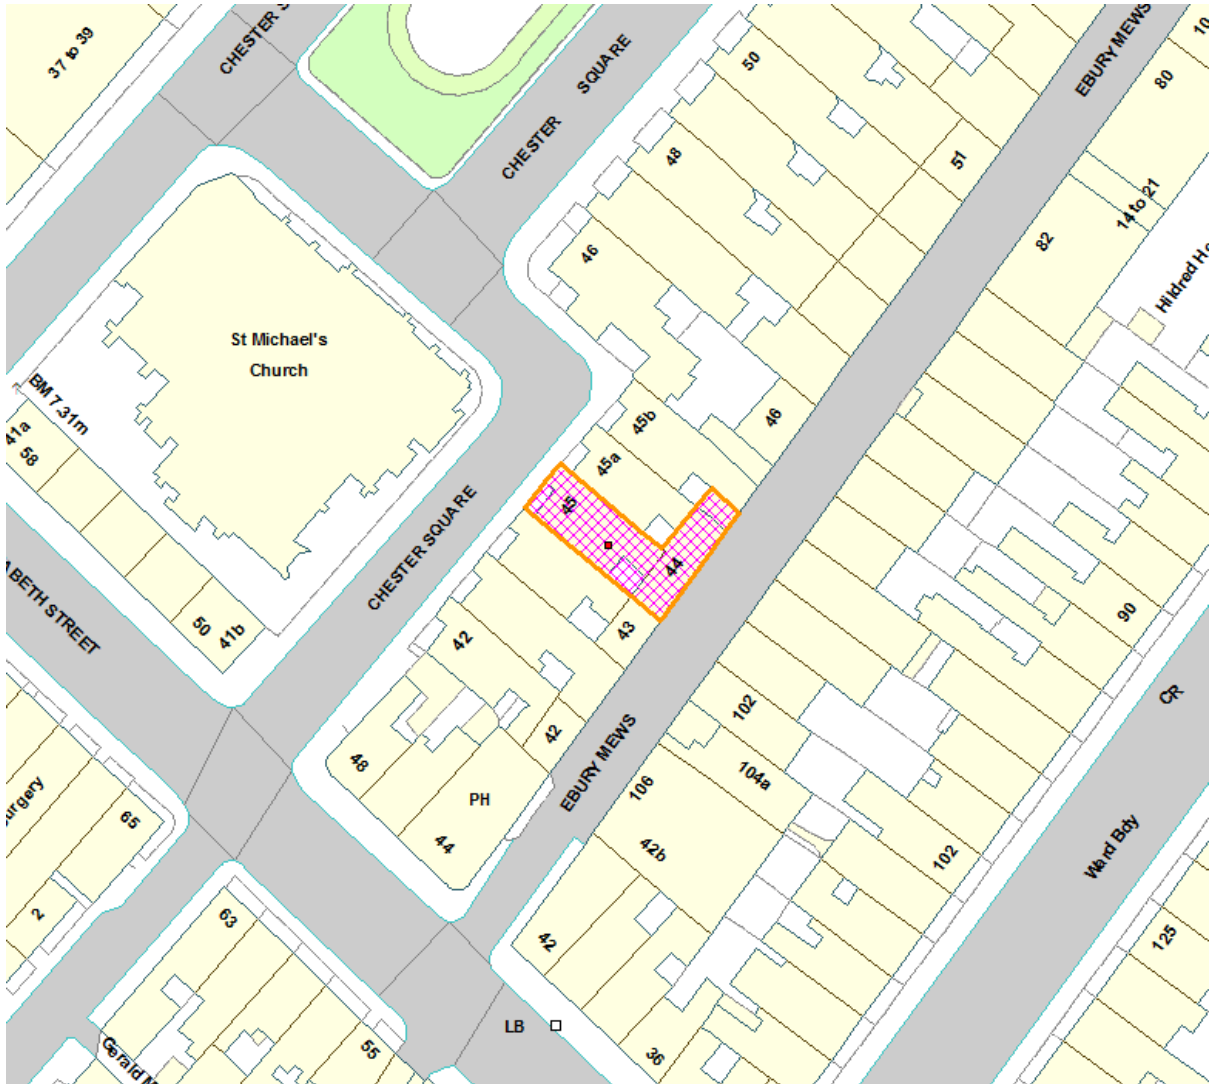 37 to 39
CHESTER S
CHESTER SQUARE
50
EBURY MEWS
10
80
48
51
14 to 21
82
46
Hildred Ho
St Michael's
Church
BM 7.31m
41a
58
45b
46
45a
45
44
CHESTER SQUARE
ABETH STREET
50
41b
42
43
90
CR
102
42
EBURY MEWS
48
PH
106
104a
urgery
65
44
42b
102
Ward Bdy
2
63
42
125
LB
55
36
Gerald M